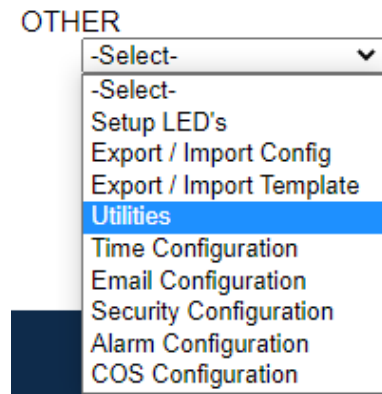 OTHER
-Select-
-Select-
Setup LED's
Export / Import Config
Export / Import Template
Utilities
Time Configuration
Email Configuration
Security Configuration
Alarm Configuration
COS Configuration